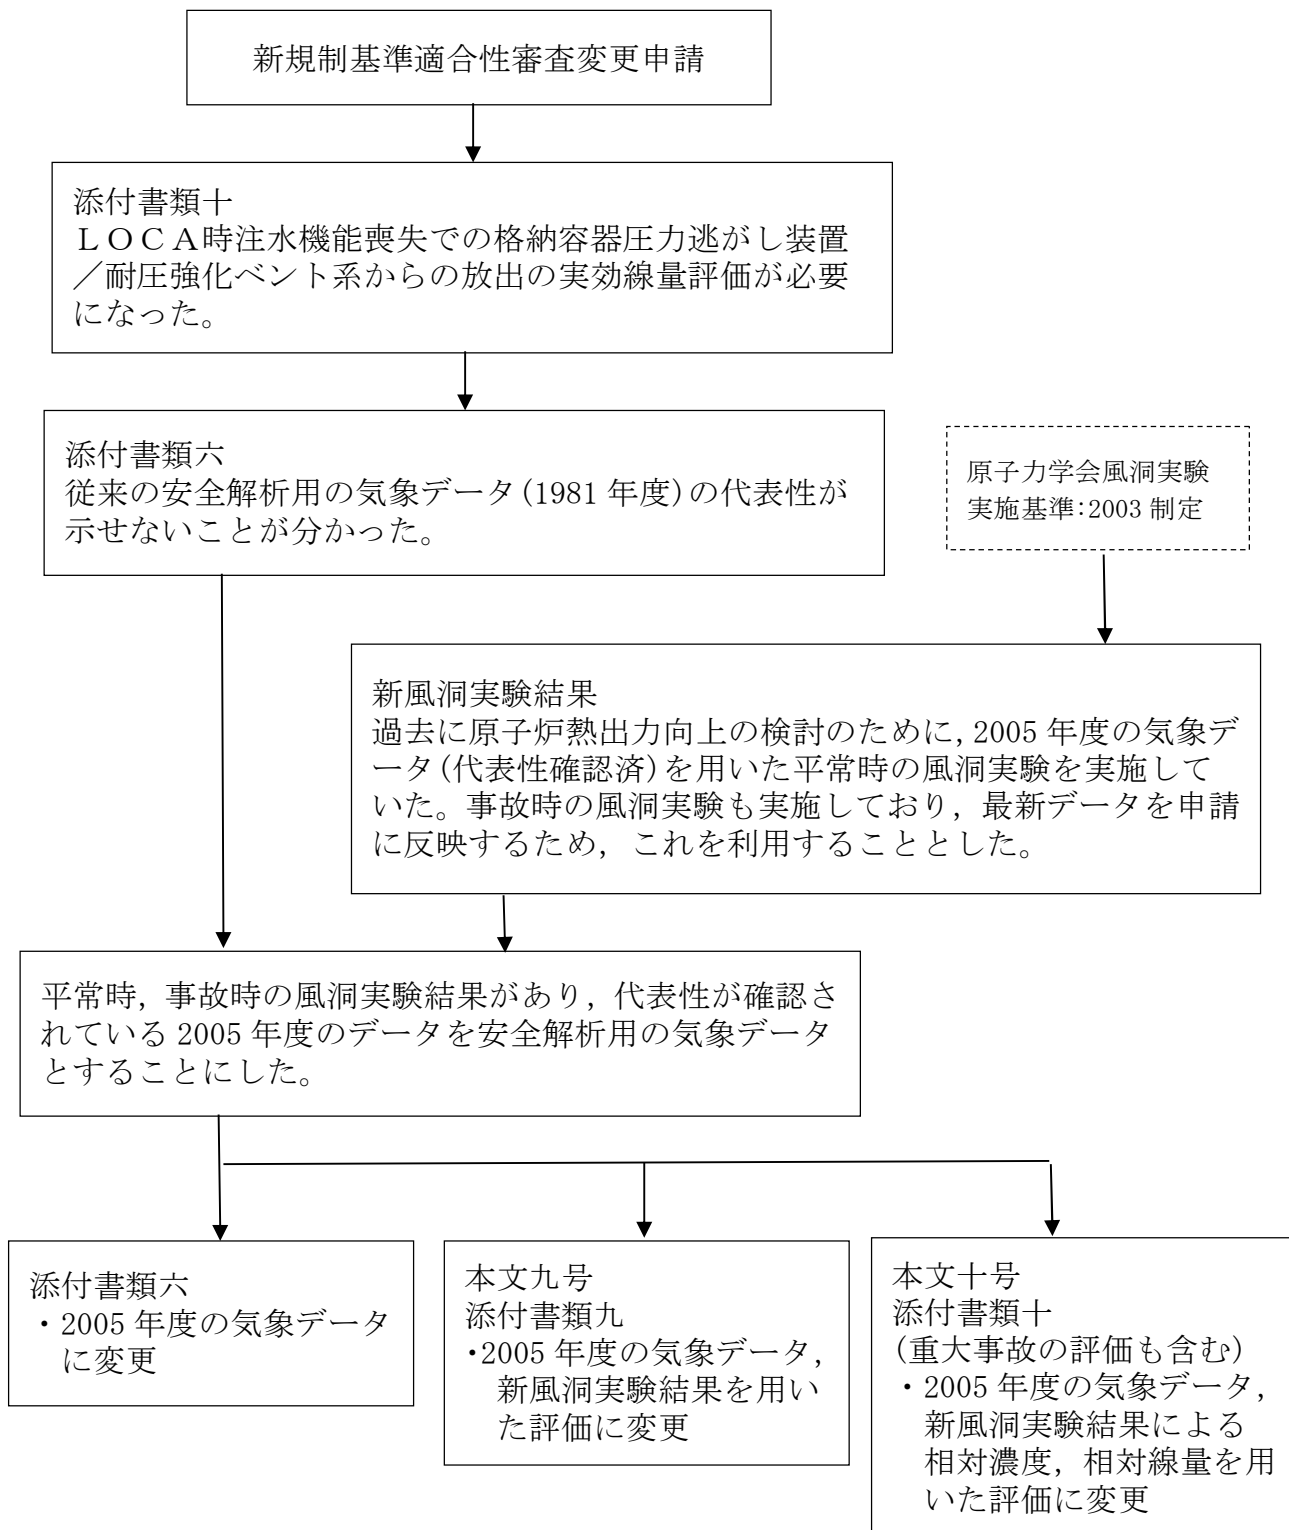 新規制基準適合性審査変更申請
添付書類十
ＬＯＣＡ時注水機能喪失での格納容器圧力逃がし装置
／耐圧強化ベント系からの放出の実効線量評価が必要
になった。
添付書類六
従来の安全解析用の気象データ(1981 年度)の代表性が
示せないことが分かった。
原子力学会風洞実験
実施基準:2003 制定
新風洞実験結果
過去に原子炉熱出力向上の検討のために, 2005 年度の気象デ
ータ(代表性確認済)を用いた平常時の風洞実験を実施して
いた。事故時の風洞実験も実施しており, 最新データを申請
に反映するため, これを利用することとした。
平常時, 事故時の風洞実験結果があり, 代表性が確認さ
れている 2005 年度のデータを安全解析用の気象データ
とすることにした。
添付書類六
・2005 年度の気象データ
に変更
本文九号
添付書類九
・2005 年度の気象データ,
新風洞実験結果を用い
た評価に変更
本文十号
添付書類十
(重大事故の評価も含む)
・2005 年度の気象データ,
新風洞実験結果による
相対濃度, 相対線量を用
いた評価に変更